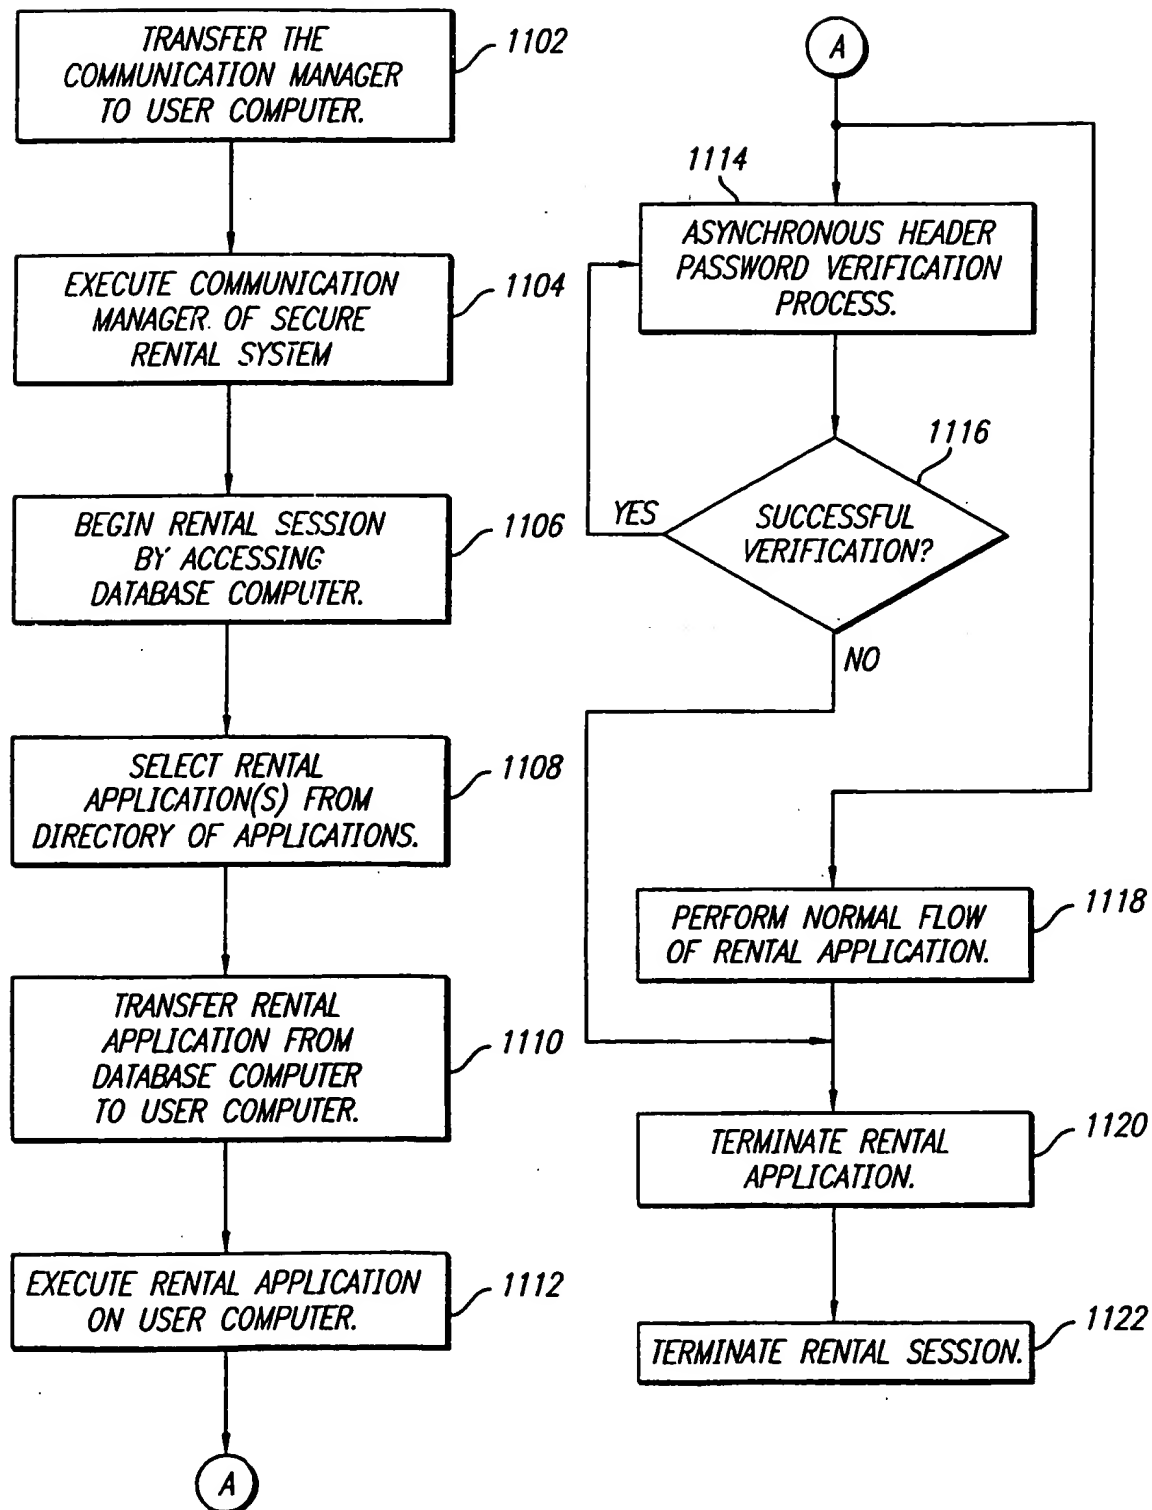 TRANSFER THE
COMMUNICATION MANAGER
TO USER COMPUTER.
1102
EXECUTE COMMUNICATION
MANAGER OF SECURE
RENTAL SYSTEM
1104
BEGIN RENTAL SESSION
BY ACCESSING
DATABASE COMPUTER.
1106
SELECT RENTAL
APPLICATION(S) FROM
DIRECTORY OF APPLICATIONS.
1108
TRANSFER RENTAL
APPLICATION FROM
DATABASE COMPUTER
TO USER COMPUTER.
1110
EXECUTE RENTAL APPLICATION
ON USER COMPUTER.
1112
A
A
1114
ASYNCHRONOUS HEADER
PASSWORD VERIFICATION
PROCESS.
1116
SUCCESSFUL
VERIFICATION?
YES
NO
PERFORM NORMAL FLOW
OF RENTAL APPLICATION.
1118
TERMINATE RENTAL
APPLICATION.
1120
TERMINATE RENTAL SESSION.
1122